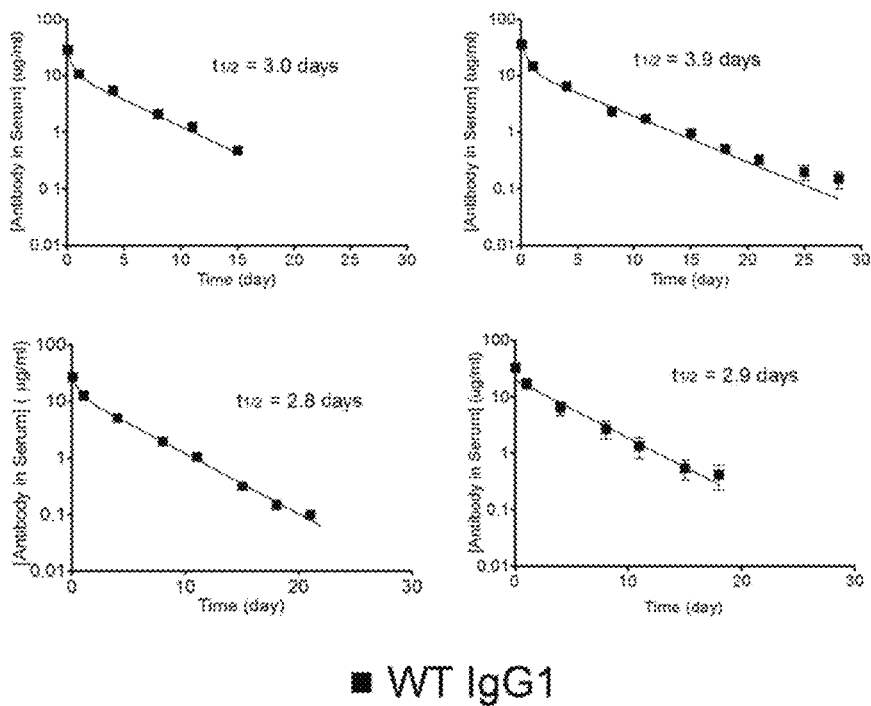 [Antibody in Serum] (ug/ml)
100
10
1
0.1
0.01
t1/2 = 3.0 days
0 5 10 15 20 25 30
Time (day)
[Antibody in Serum] (ug/ml)
100
10
1
0.1
0.01
t1/2 = 3.9 days
0 5 10 15 20 25 30
Time (day)
[Antibody in Serum] ( µg/ml)
100
10
1
0.1
0.01
t1/2 = 2.8 days
0 10 20 30
Time (day)
[Antibody in Serum] (ug/ml)
100
10
1
0.1
0.01
t1/2 = 2.9 days
0 10 20 30
Time (day)
■ WT IgG1